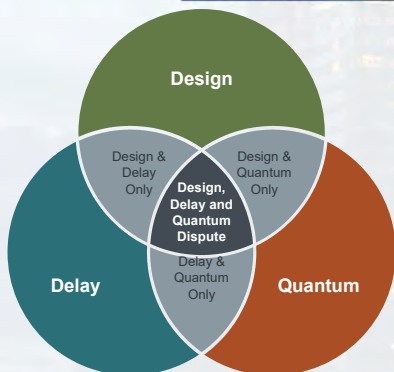 Design
Design &
Delay
Only
Design &
Quantum
Only
Design,
Delay and
Quantum
Dispute
Delay &
Quantum
Only
Delay
Quantum